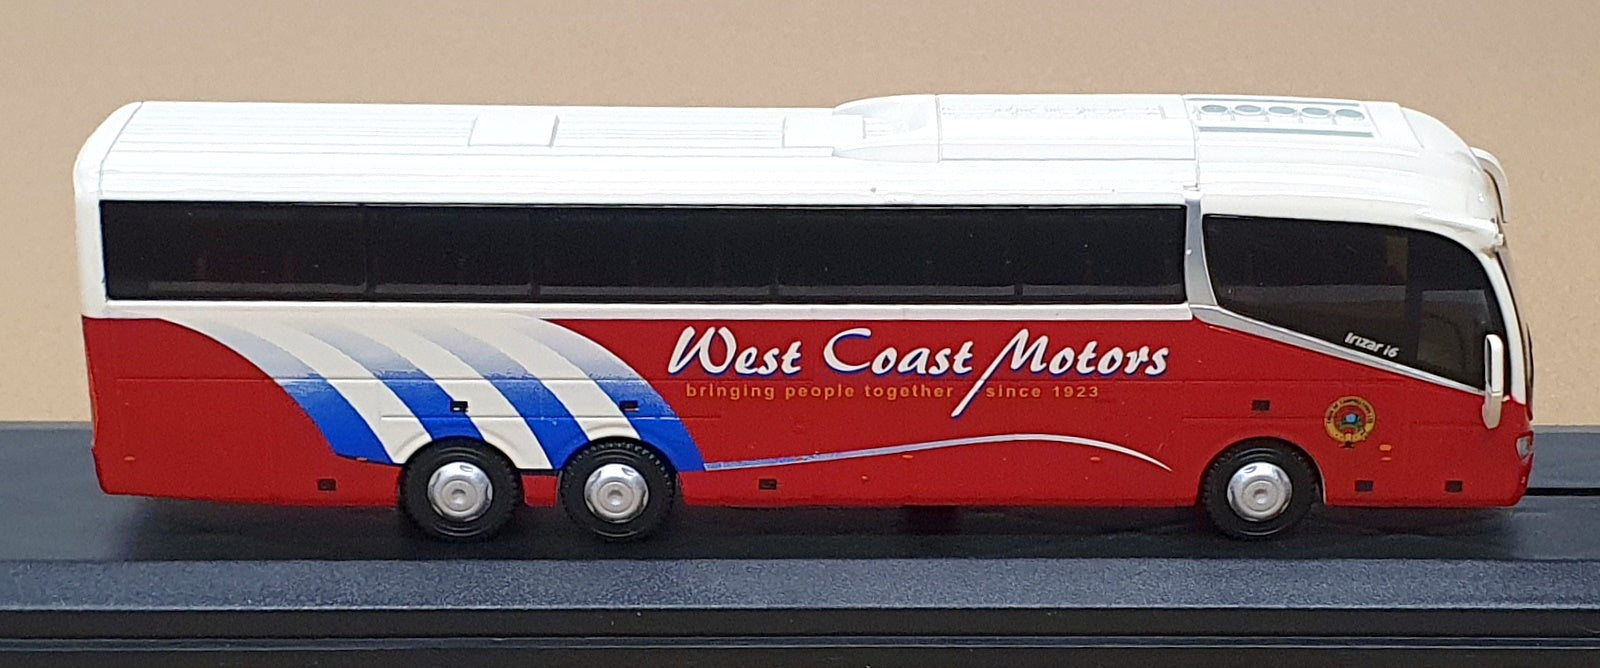 West Coast Motors
bringing people together since 1923
Irizar i6